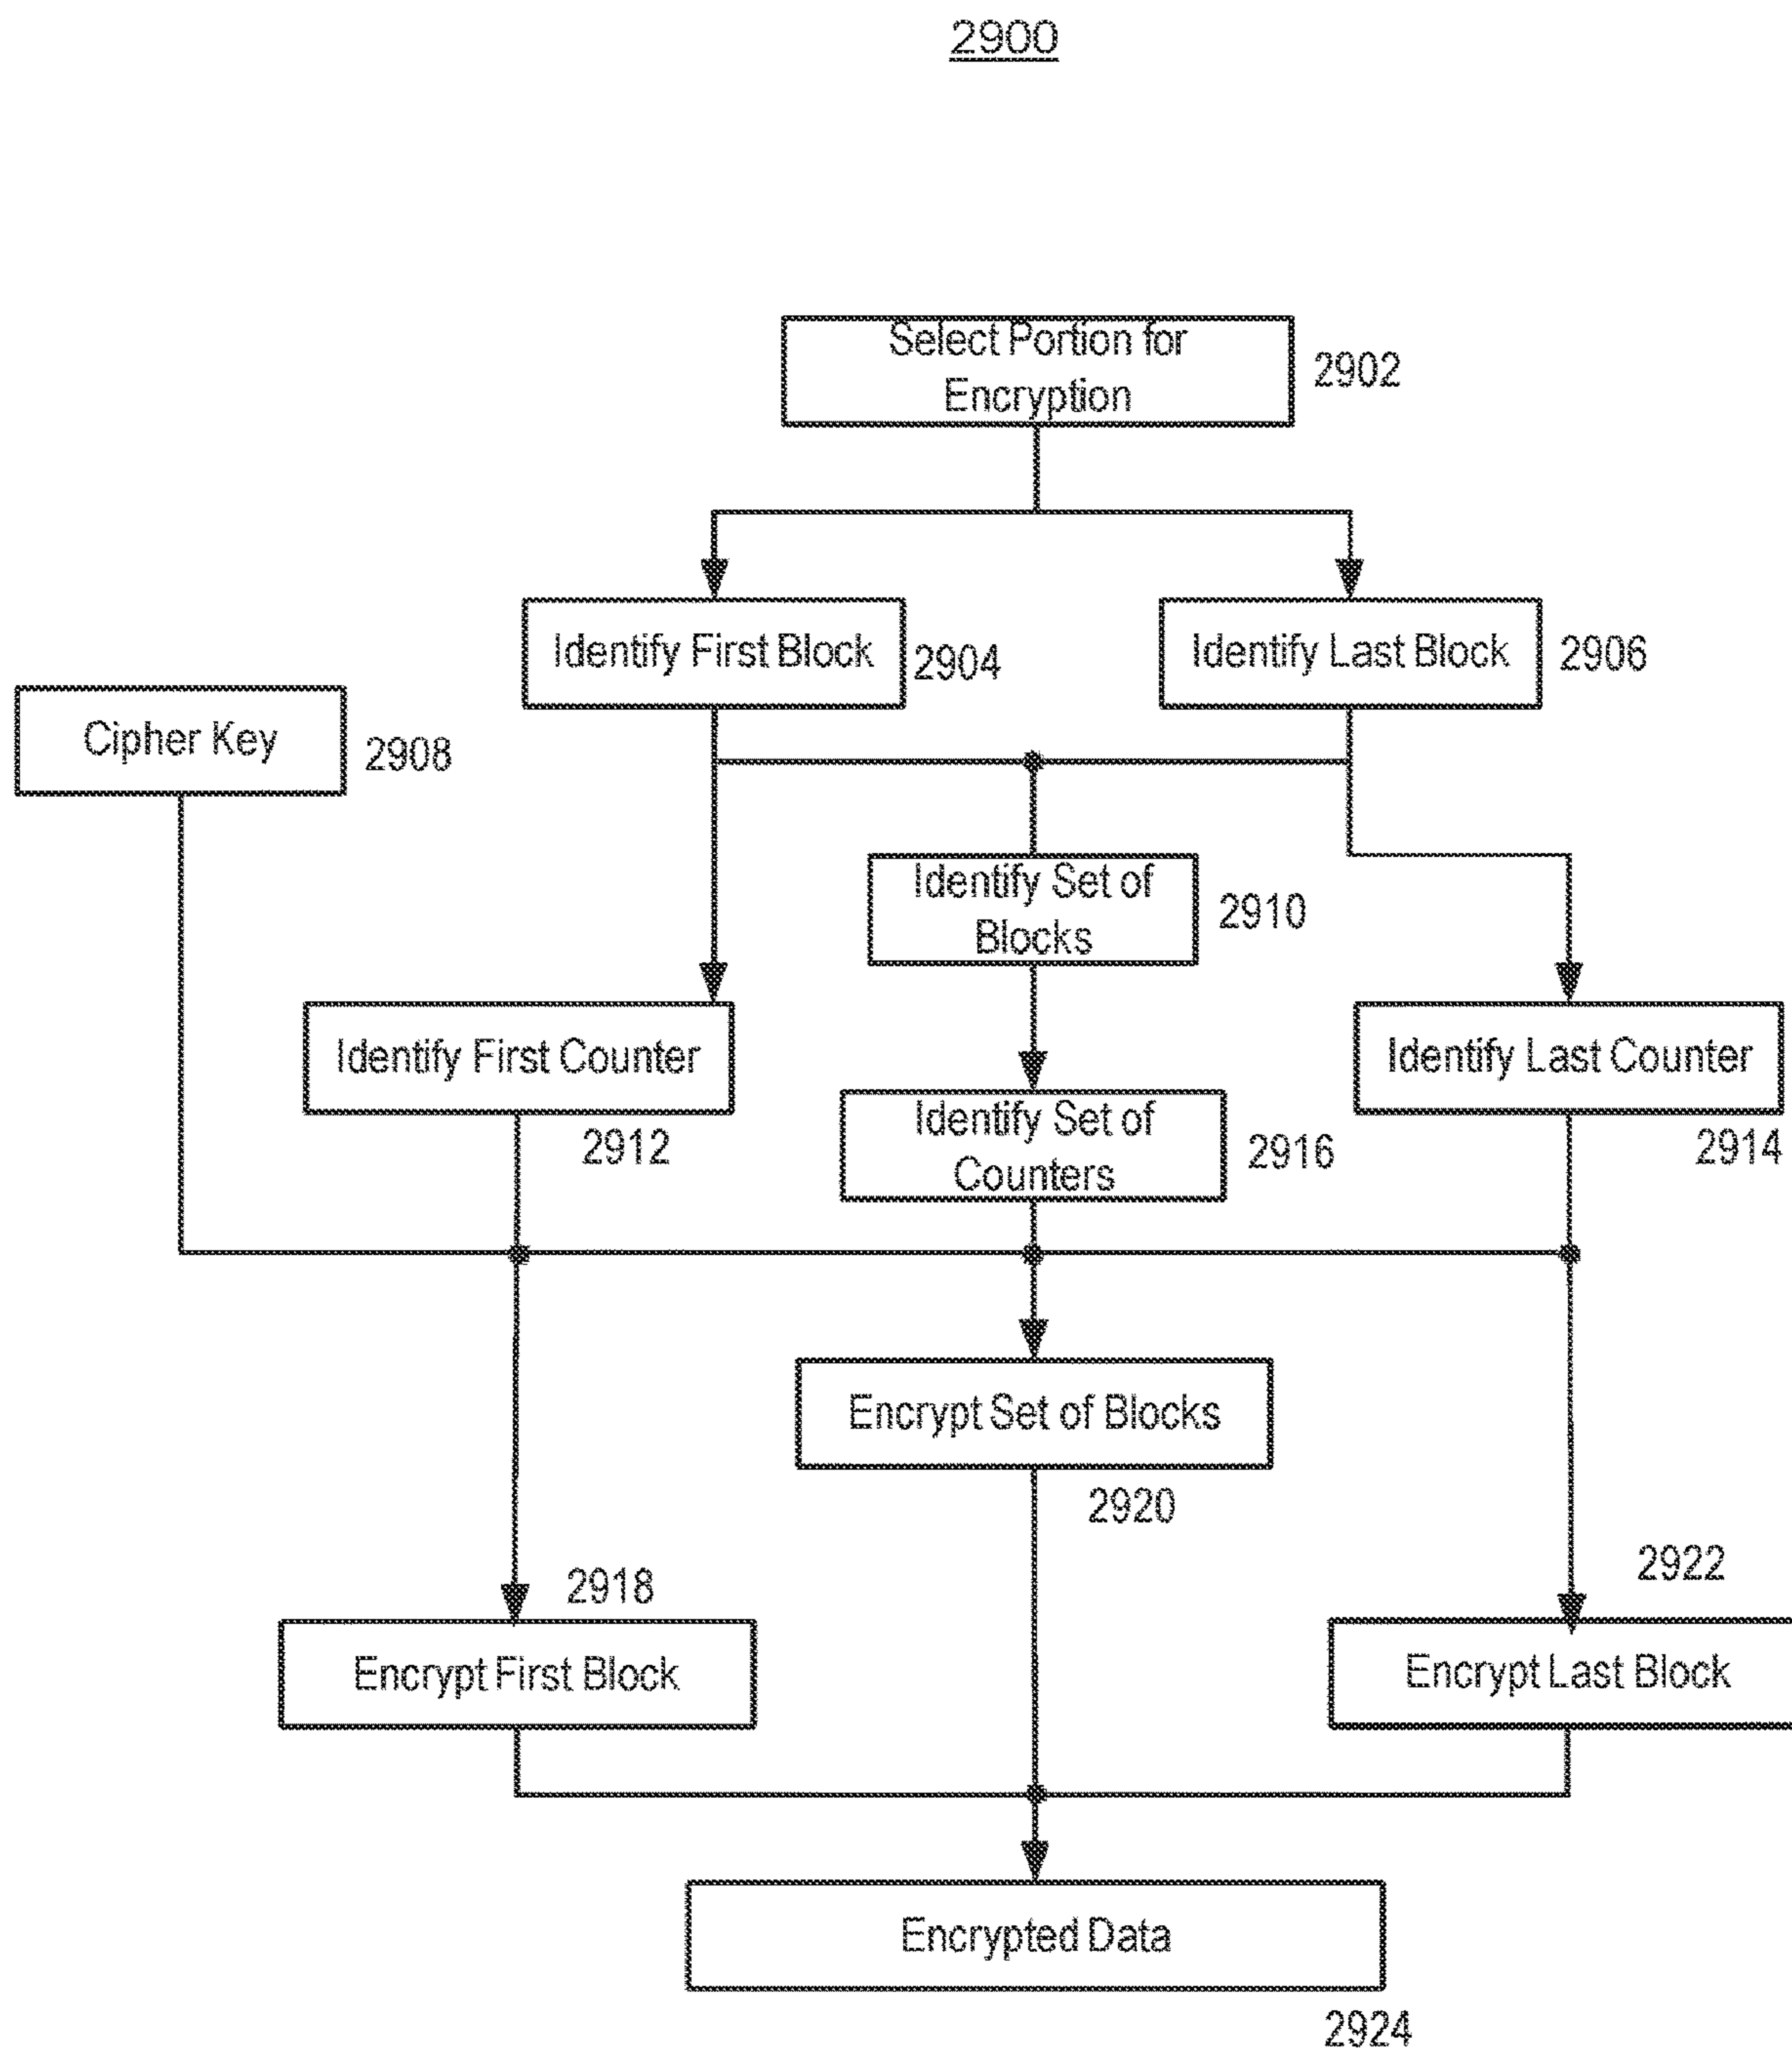 2900
Select Portion for
Encryption
2902
Identify First Block
2904
Identify Last Block
2906
Cipher Key
2908
Identify Set of
Blocks
2910
Identify First Counter
2912
Identify Set of
Counters
2916
Identify Last Counter
2914
Encrypt Set of Blocks
2920
2918
Encrypt First Block
2922
Encrypt Last Block
Encrypted Data
2924